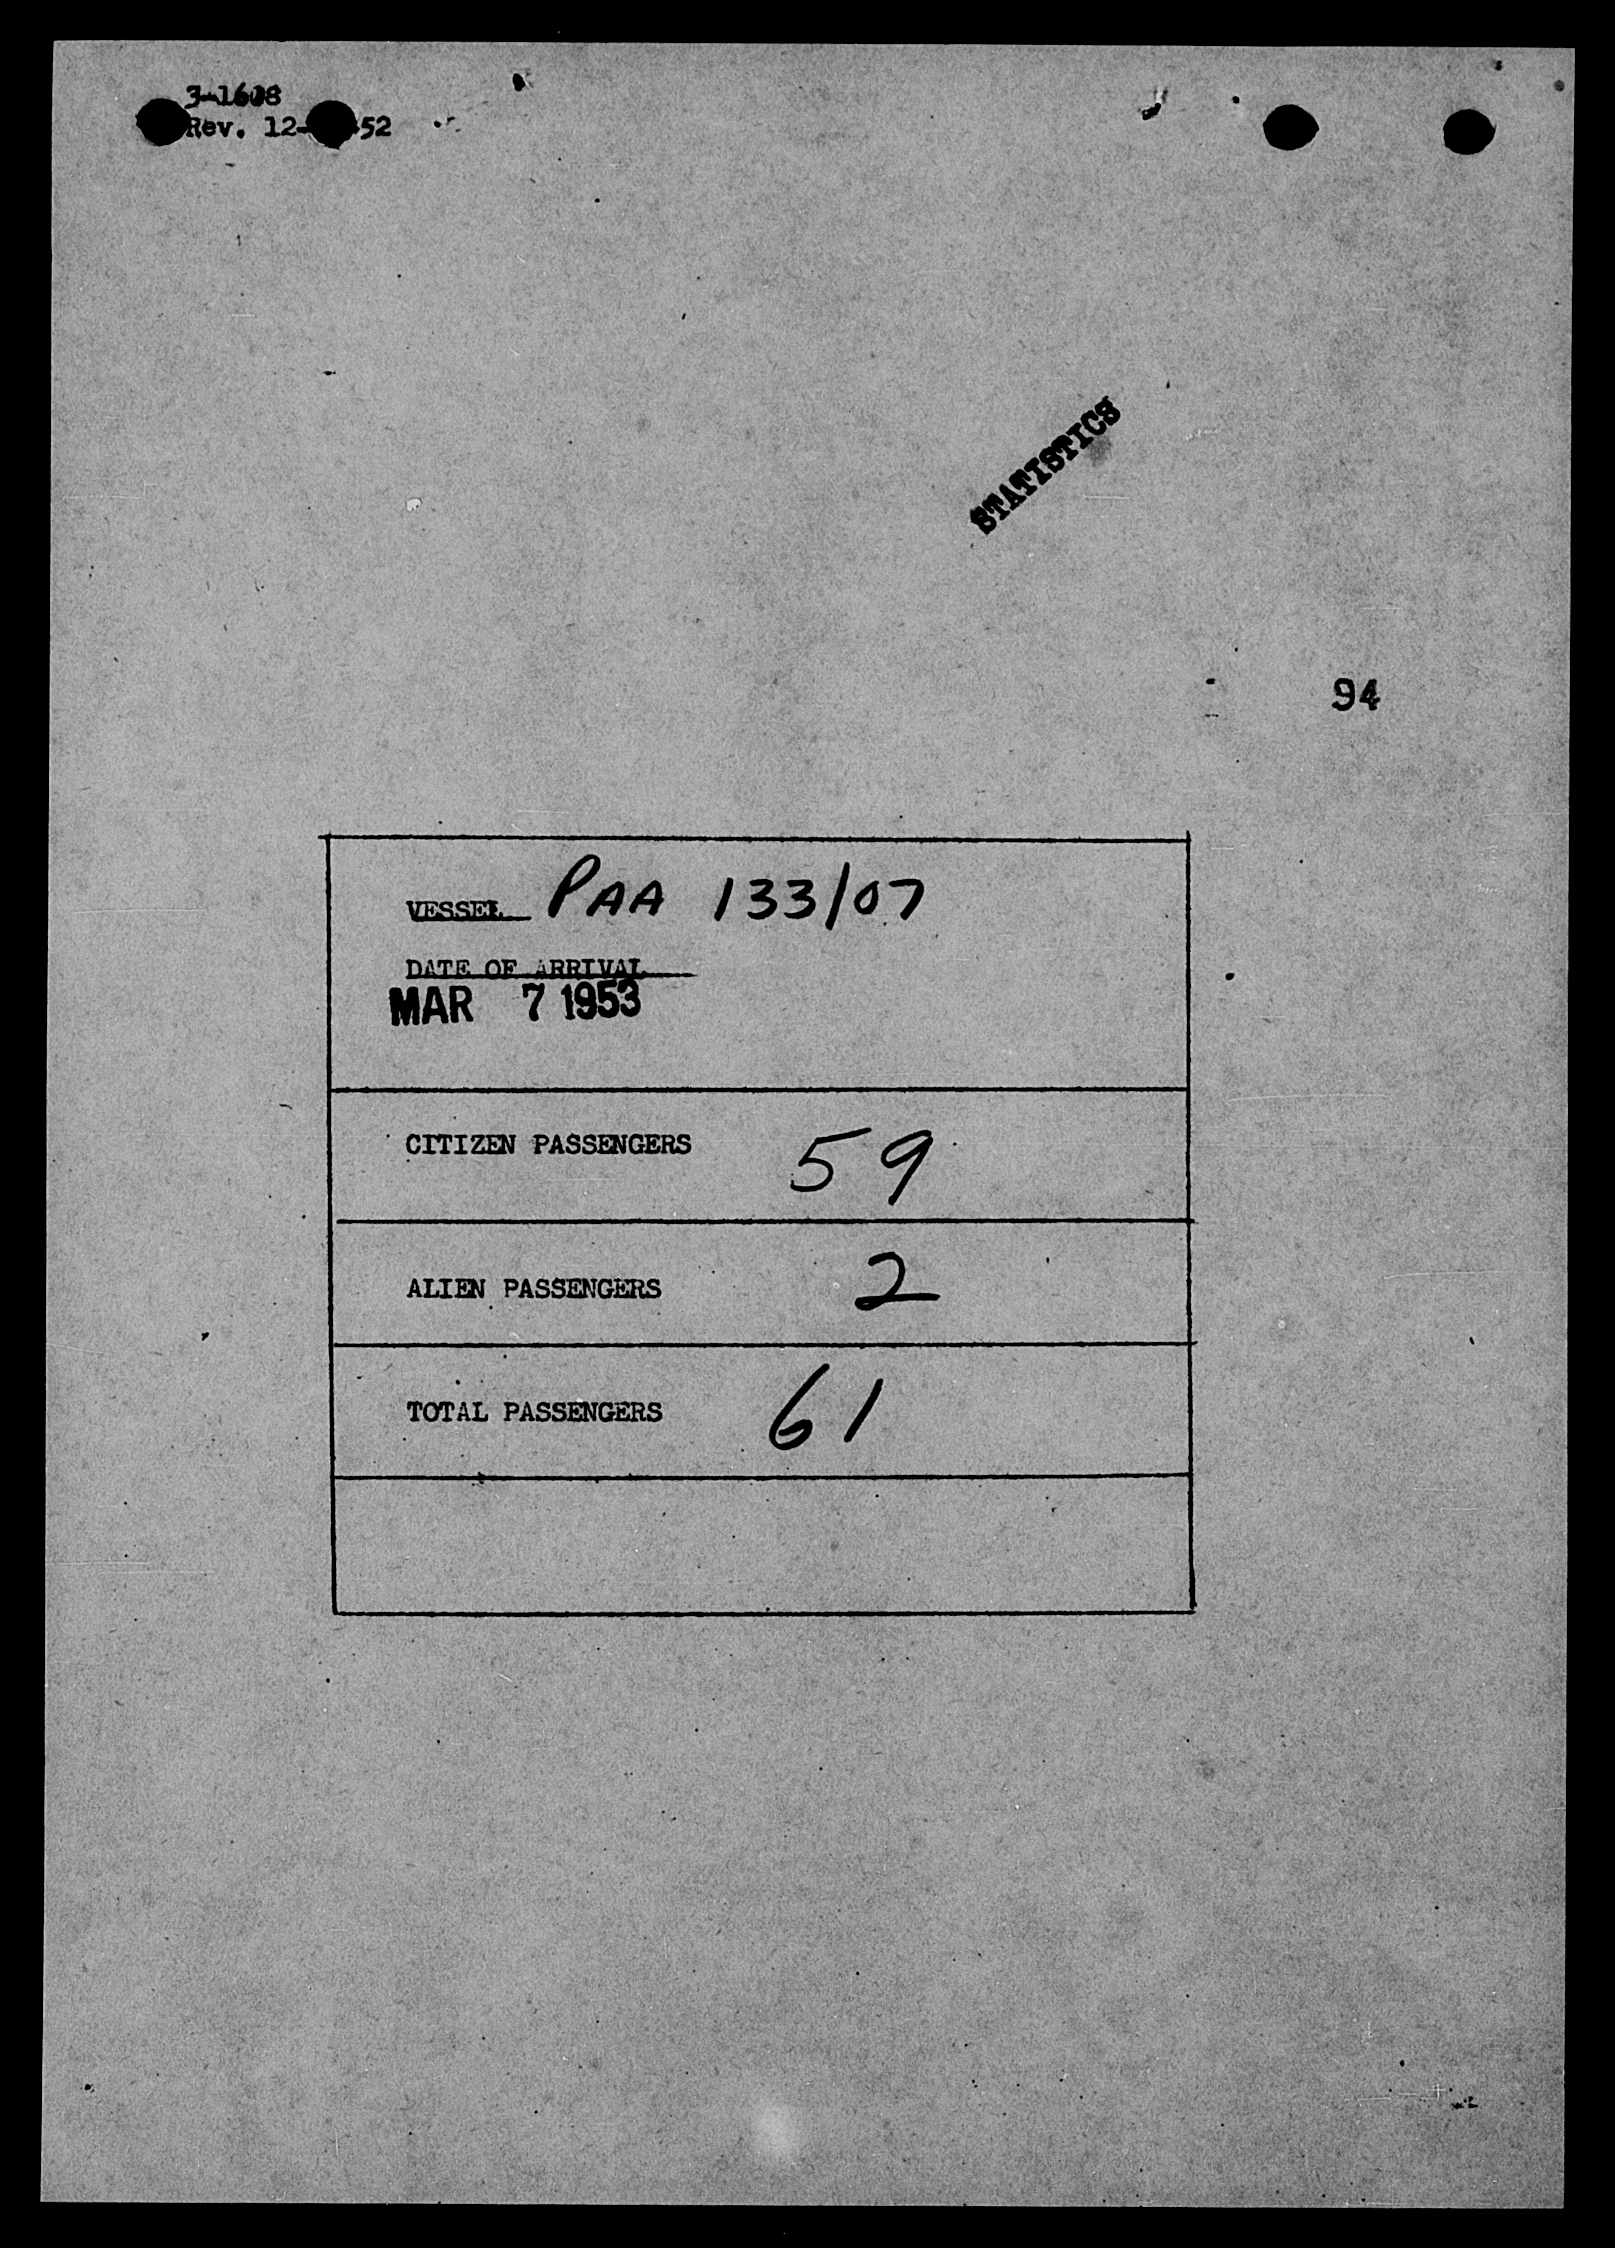 3-1608
Rev. 12- 52
STATISTICS
94
VESSEL PAA 133/07
DATE OF ARRIVAL
MAR 7 1953
CITIZEN PASSENGERS 59
ALIEN PASSENGERS 2
TOTAL PASSENGERS 61